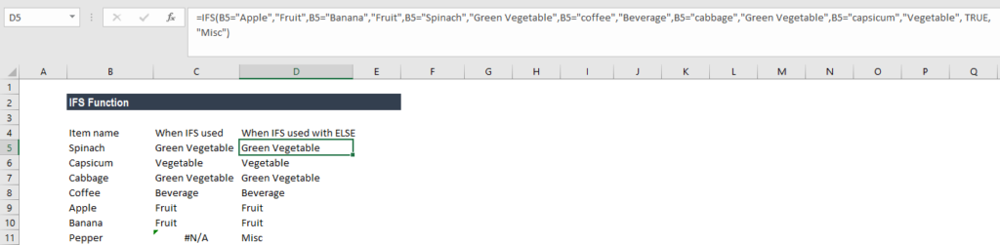 D5 fx =IFS(B5="Apple","Fruit",B5="Banana","Fruit",B5="Spinach","Green Vegetable",B5="coffee","Beverage",B5="cabbage","Green Vegetable",B5="capsicum","Vegetable", TRUE,
"Misc")
A B C D E F G H I J K L M N O P Q
1
2 IFS Function
3
4 Item name When IFS used When IFS used with ELSE
5 Spinach Green Vegetable Green Vegetable
6 Capsicum Vegetable Vegetable
7 Cabbage Green Vegetable Green Vegetable
8 Coffee Beverage Beverage
9 Apple Fruit Fruit
10 Banana Fruit Fruit
11 Pepper #N/A Misc